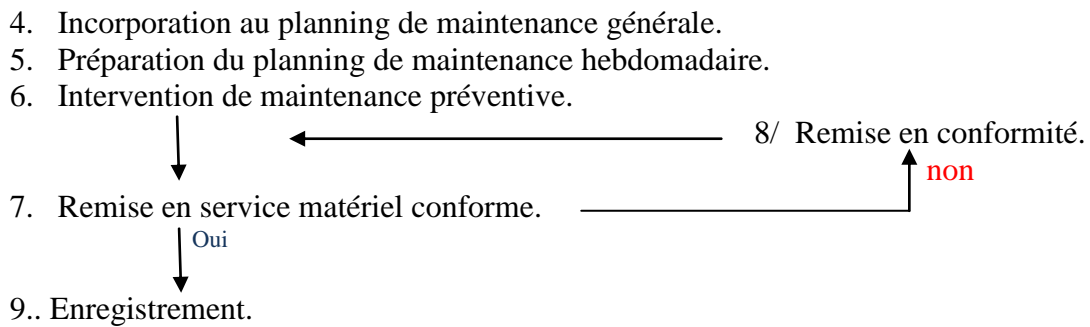 4. Incorporation au planning de maintenance générale.
5. Préparation du planning de maintenance hebdomadaire.
6. Intervention de maintenance préventive.
8/ Remise en conformité.
non
7. Remise en service matériel conforme.
Oui
9.. Enregistrement.